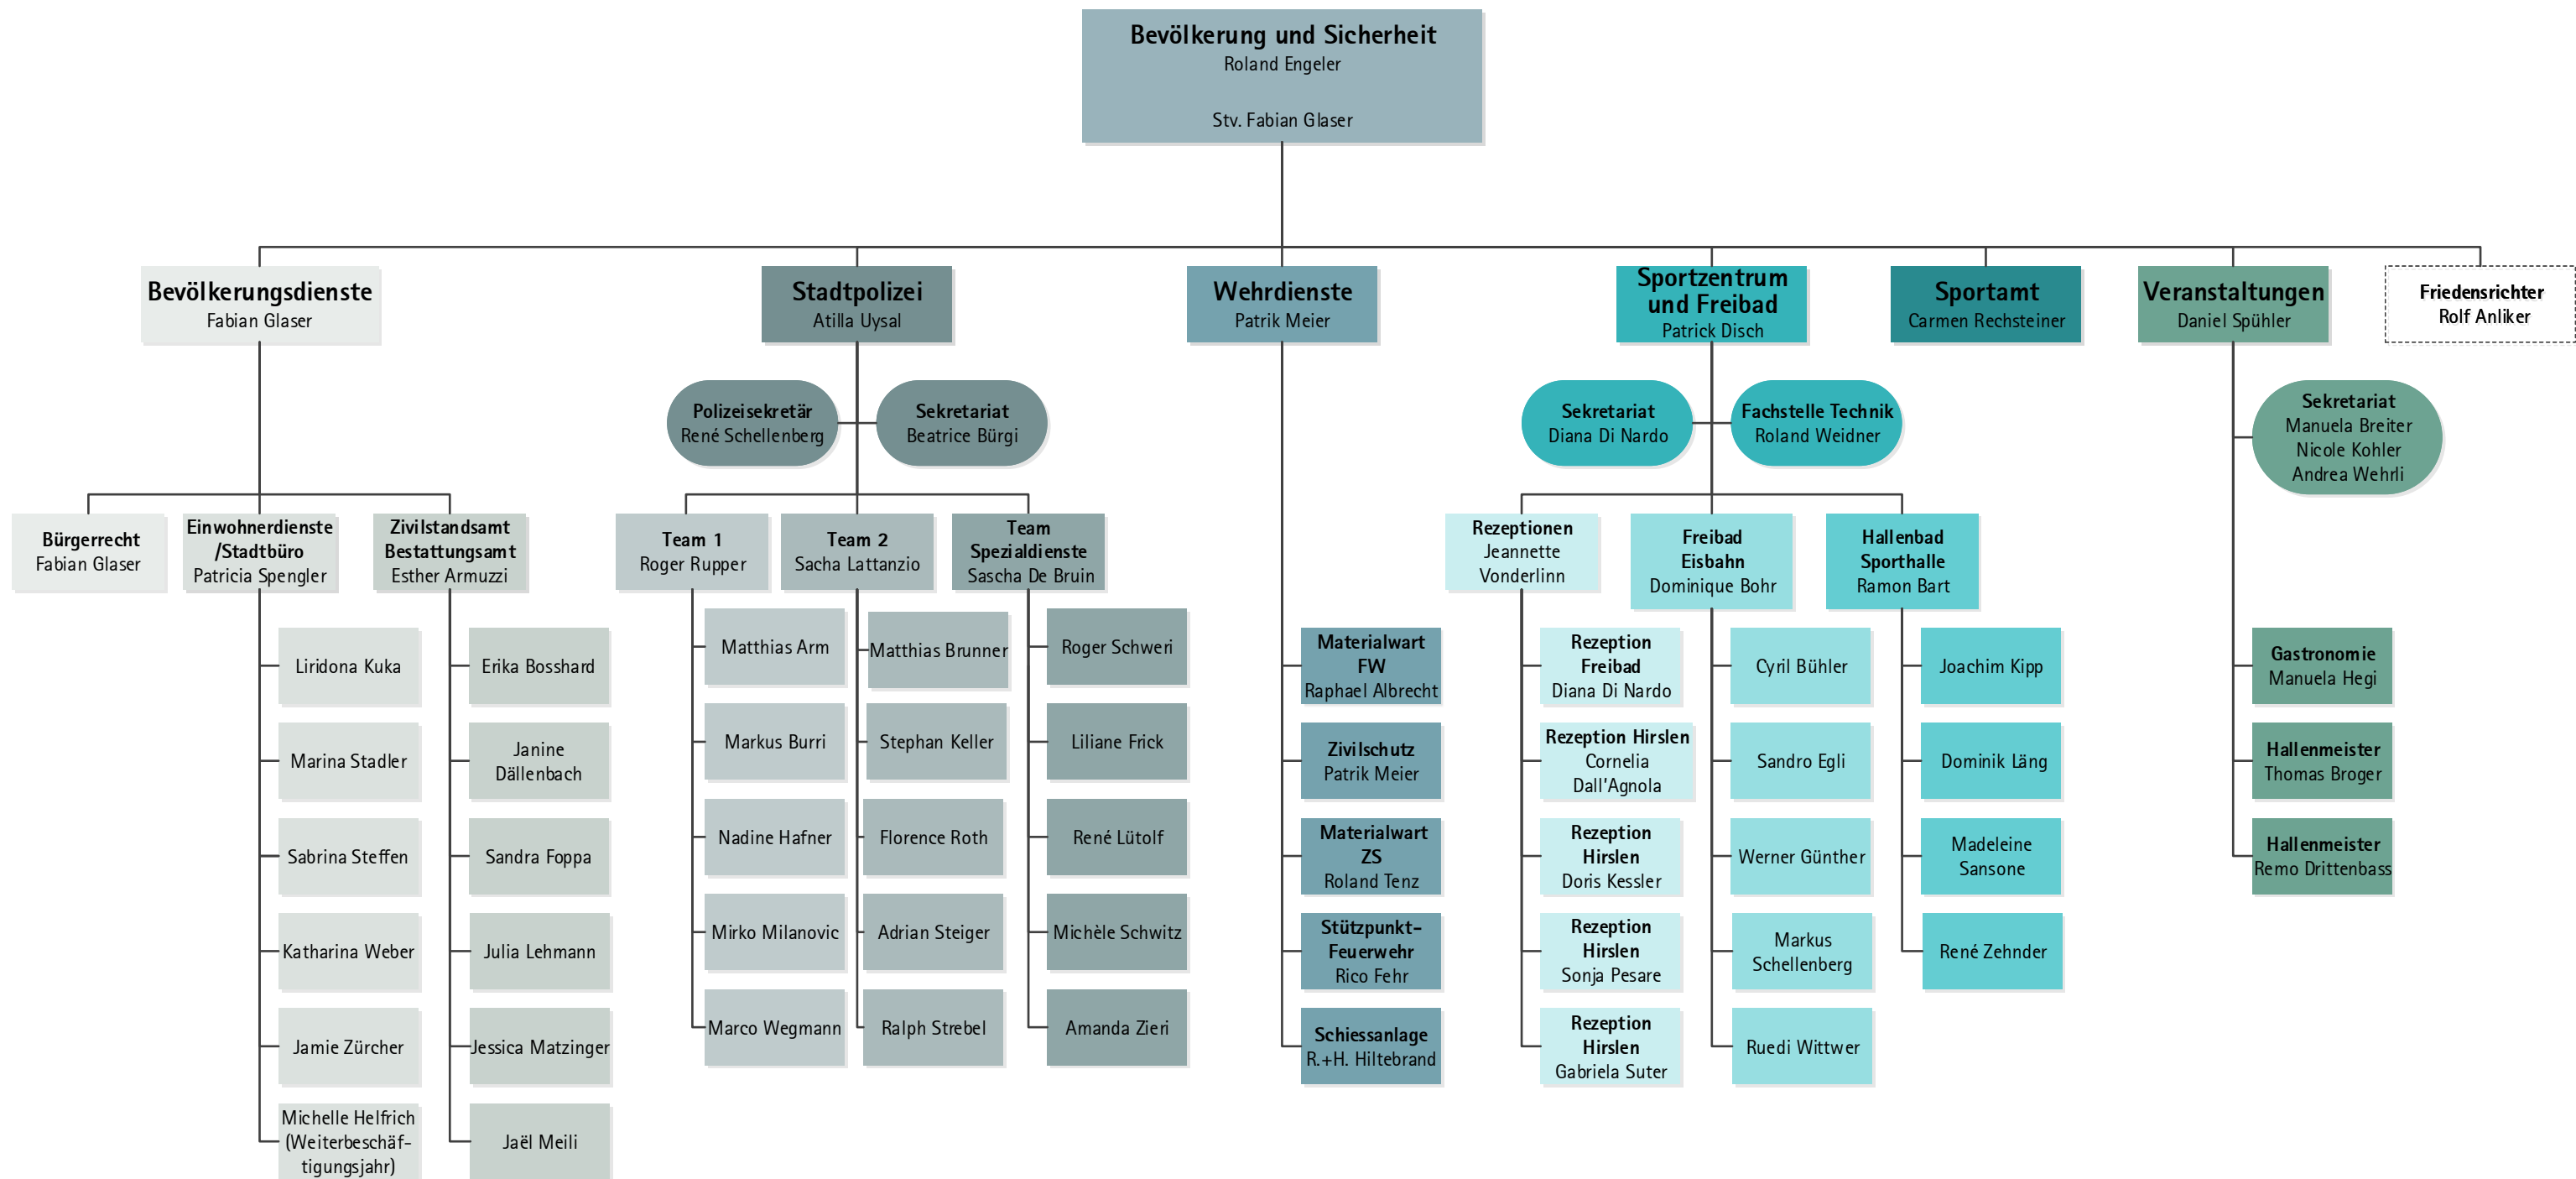 Bevölkerung und Sicherheit
Roland Engeler
Stv. Fabian Glaser
Bevölkerungsdienste
Fabian Glaser
Stadtpolizei
Atilla Uysal
Wehrdienste
Patrik Meier
Sportzentrum
und Freibad
Patrick Disch
Sportamt
Carmen Rechsteiner
Veranstaltungen
Daniel Spühler
Friedensrichter
Rolf Anliker
Polizeisekretär
René Schellenberg
Sekretariat
Beatrice Bürgi
Sekretariat
Diana Di Nardo
Fachstelle Technik
Roland Weidner
Sekretariat
Manuela Breiter
Nicole Kohler
Andrea Wehrli
Bürgerrecht
Fabian Glaser
Einwohnerdienste
/Stadtbüro
Patricia Spengler
Zivilstandsamt
Bestattungsamt
Esther Armuzzi
Team 1
Roger Rupper
Team 2
Sacha Lattanzio
Team
Spezialdienste
Sascha De Bruin
Rezeptionen
Jeannette
Vonderlinn
Freibad
Eisbahn
Dominique Bohr
Hallenbad
Sporthalle
Ramon Bart
Liridona Kuka
Marina Stadler
Sabrina Steffen
Katharina Weber
Jamie Zürcher
Michelle Helfrich
(Weiterbeschäf-
tigungsjahr)
Erika Bosshard
Janine
Dällenbach
Sandra Foppa
Julia Lehmann
Jessica Matzinger
Jaël Meili
Matthias Arm
Markus Burri
Nadine Hafner
Mirko Milanovic
Marco Wegmann
Matthias Brunner
Stephan Keller
Florence Roth
Adrian Steiger
Ralph Strebel
Roger Schweri
Liliane Frick
René Lütolf
Michèle Schwitz
Amanda Zieri
Materialwart
FW
Raphael Albrecht
Zivilschutz
Patrik Meier
Materialwart
ZS
Roland Tenz
Stützpunkt-
Feuerwehr
Rico Fehr
Schiessanlage
R.+H. Hiltebrand
Rezeption
Freibad
Diana Di Nardo
Rezeption Hirslen
Cornelia
Dall'Agnola
Rezeption
Hirslen
Doris Kessler
Rezeption
Hirslen
Sonja Pesare
Rezeption
Hirslen
Gabriela Suter
Cyril Bühler
Sandro Egli
Werner Günther
Markus
Schellenberg
Ruedi Wittwer
Joachim Kipp
Dominik Läng
Madeleine
Sansone
René Zehnder
Gastronomie
Manuela Hegi
Hallenmeister
Thomas Broger
Hallenmeister
Remo Drittenbass